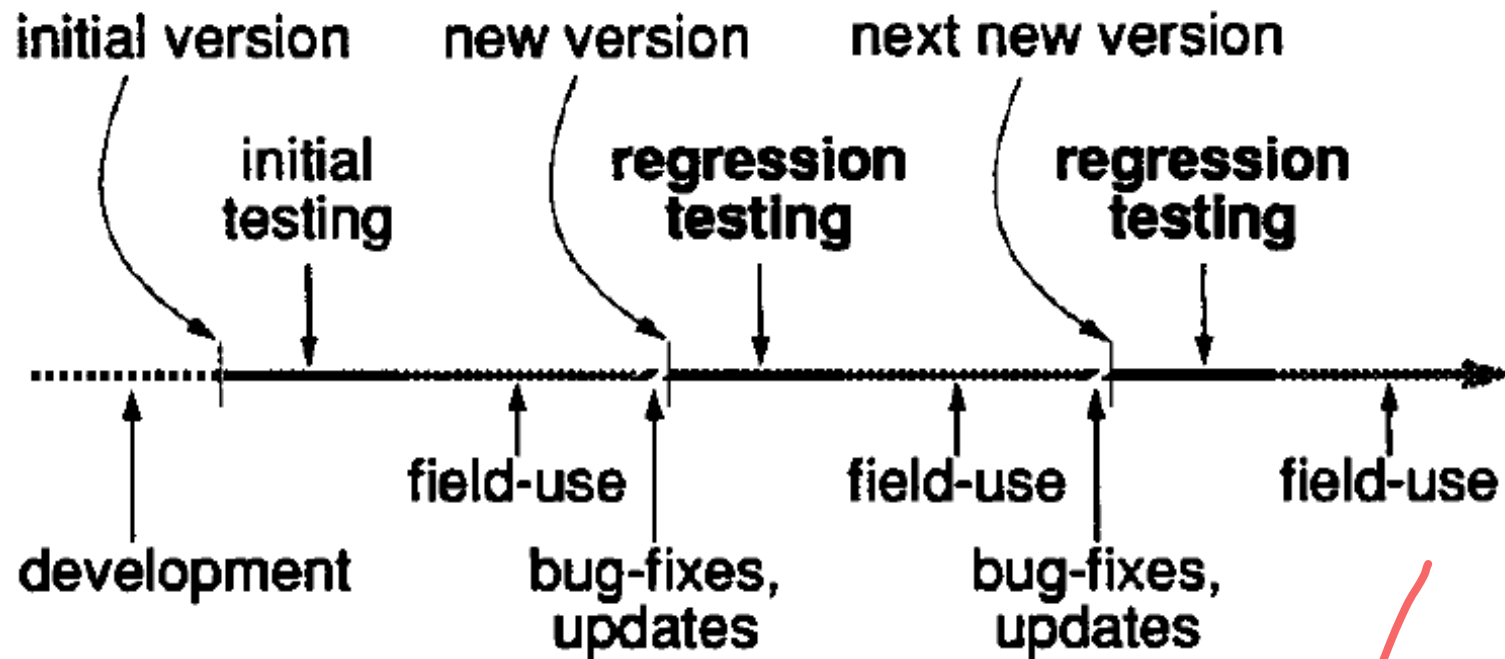 initial version
new version
next new version
initial
testing
regression
testing
regression
testing
field-use
field-use
field-use
development
bug-fixes,
updates
bug-fixes,
updates